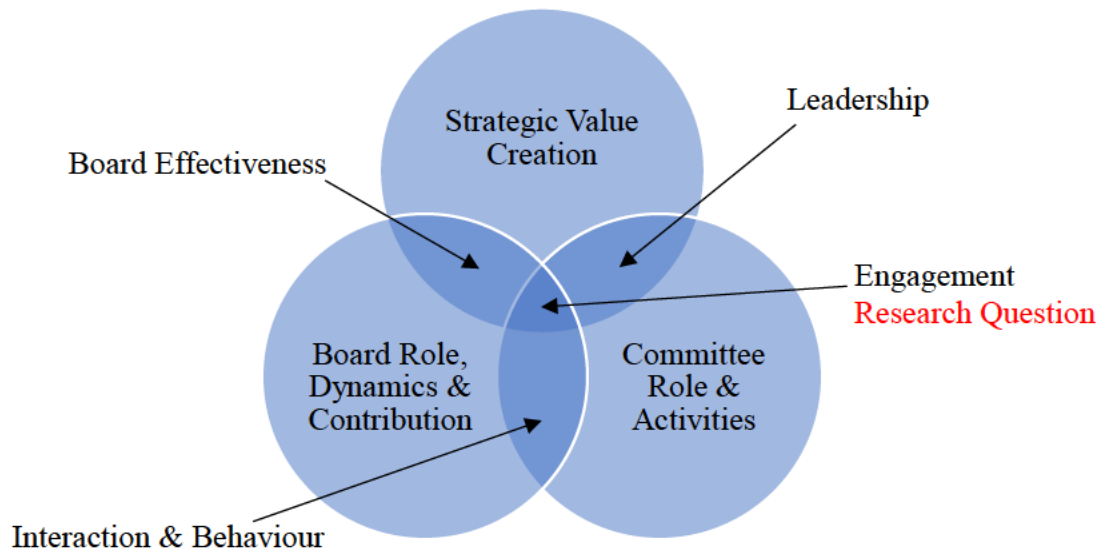 Strategic Value
Creation
Leadership
Board Effectiveness
Engagement
Research Question
Board Role,
Dynamics &
Contribution
Committee
Role &
Activities
Interaction & Behaviour